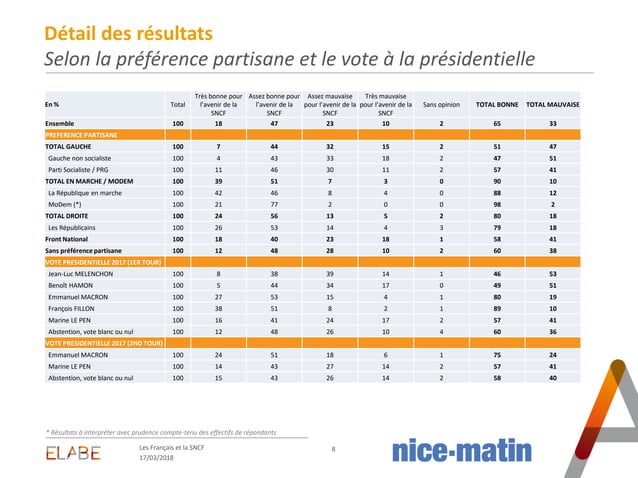 Détail des résultats
Selon la préférence partisane et le vote à la présidentielle
En % Total Très bonne pour l'avenir de la SNCF Assez bonne pour l'avenir de la SNCF Assez mauvaise pour l'avenir de la SNCF Très mauvaise pour l'avenir de la SNCF Sans opinion TOTAL BONNE TOTAL MAUVAISE
Ensemble 100 18 47 23 10 2 65 33
PREFERENCE PARTISANE
TOTAL GAUCHE 100 7 44 32 15 2 51 47
Gauche non socialiste 100 4 43 33 18 2 47 51
Parti Socialiste / PRG 100 11 46 30 11 2 57 41
TOTAL EN MARCHE / MODEM 100 39 51 7 3 0 90 10
La République en marche 100 42 46 8 4 0 88 12
MoDem (*) 100 21 77 2 0 0 98 2
TOTAL DROITE 100 24 56 13 5 2 80 18
Les Républicains 100 26 53 14 4 3 79 18
Front National 100 18 40 23 18 1 58 41
Sans préférence partisane 100 12 48 28 10 2 60 38
VOTE PRESIDENTIELLE 2017 (1ER TOUR)
Jean-Luc MELENCHON 100 8 38 39 14 1 46 53
Benoît HAMON 100 5 44 34 17 0 49 51
Emmanuel MACRON 100 27 53 15 4 1 80 19
François FILLON 100 38 51 8 2 1 89 10
Marine LE PEN 100 16 41 24 17 2 57 41
Abstention, vote blanc ou nul 100 12 48 26 10 4 60 36
VOTE PRESIDENTIELLE 2017 (2ND TOUR)
Emmanuel MACRON 100 24 51 18 6 1 75 24
Marine LE PEN 100 14 43 27 14 2 57 41
Abstention, vote blanc ou nul 100 15 43 26 14 2 58 40
* Résultats à interpréter avec prudence compte-tenu des effectifs de répondants
ELABE
Les Français et la SNCF
17/03/2018
8
nice-matin